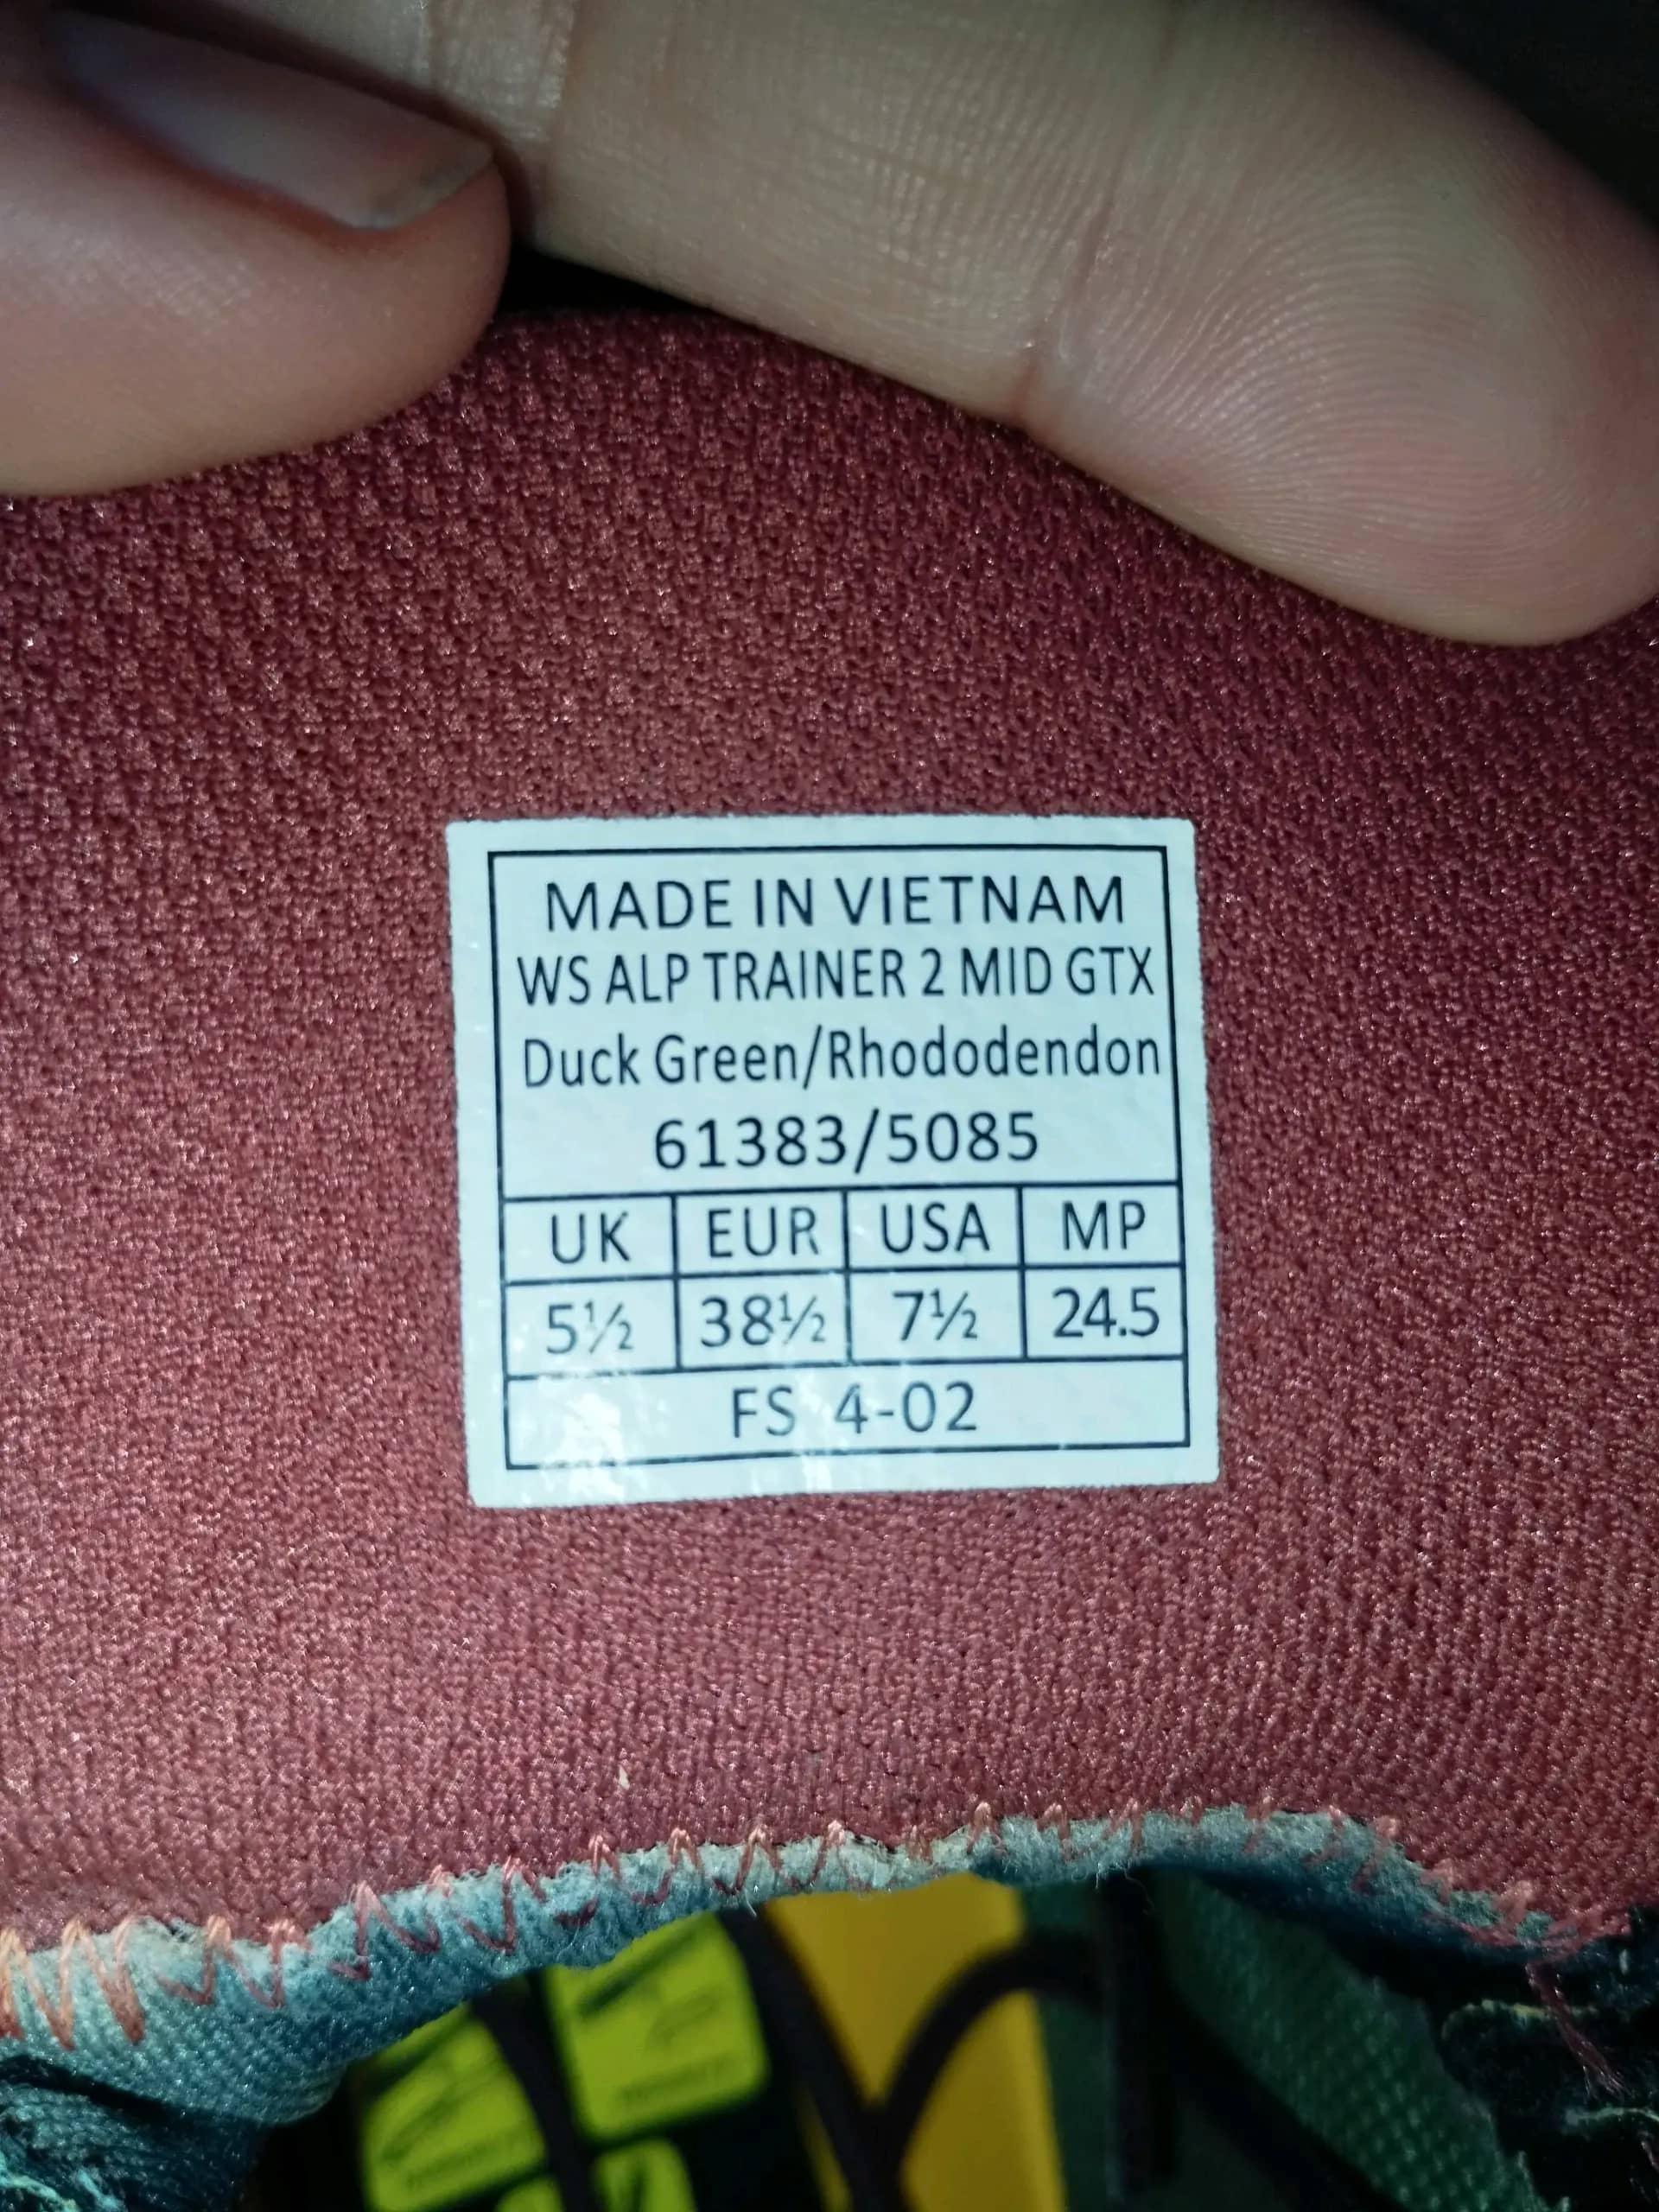 MADE IN VIETNAM
WS ALP TRAINER 2 MID GTX
Duck Green/Rhododendon
61383/5085
UK EUR USA MP
5½ 38½ 7½ 24.5
FS 4-02